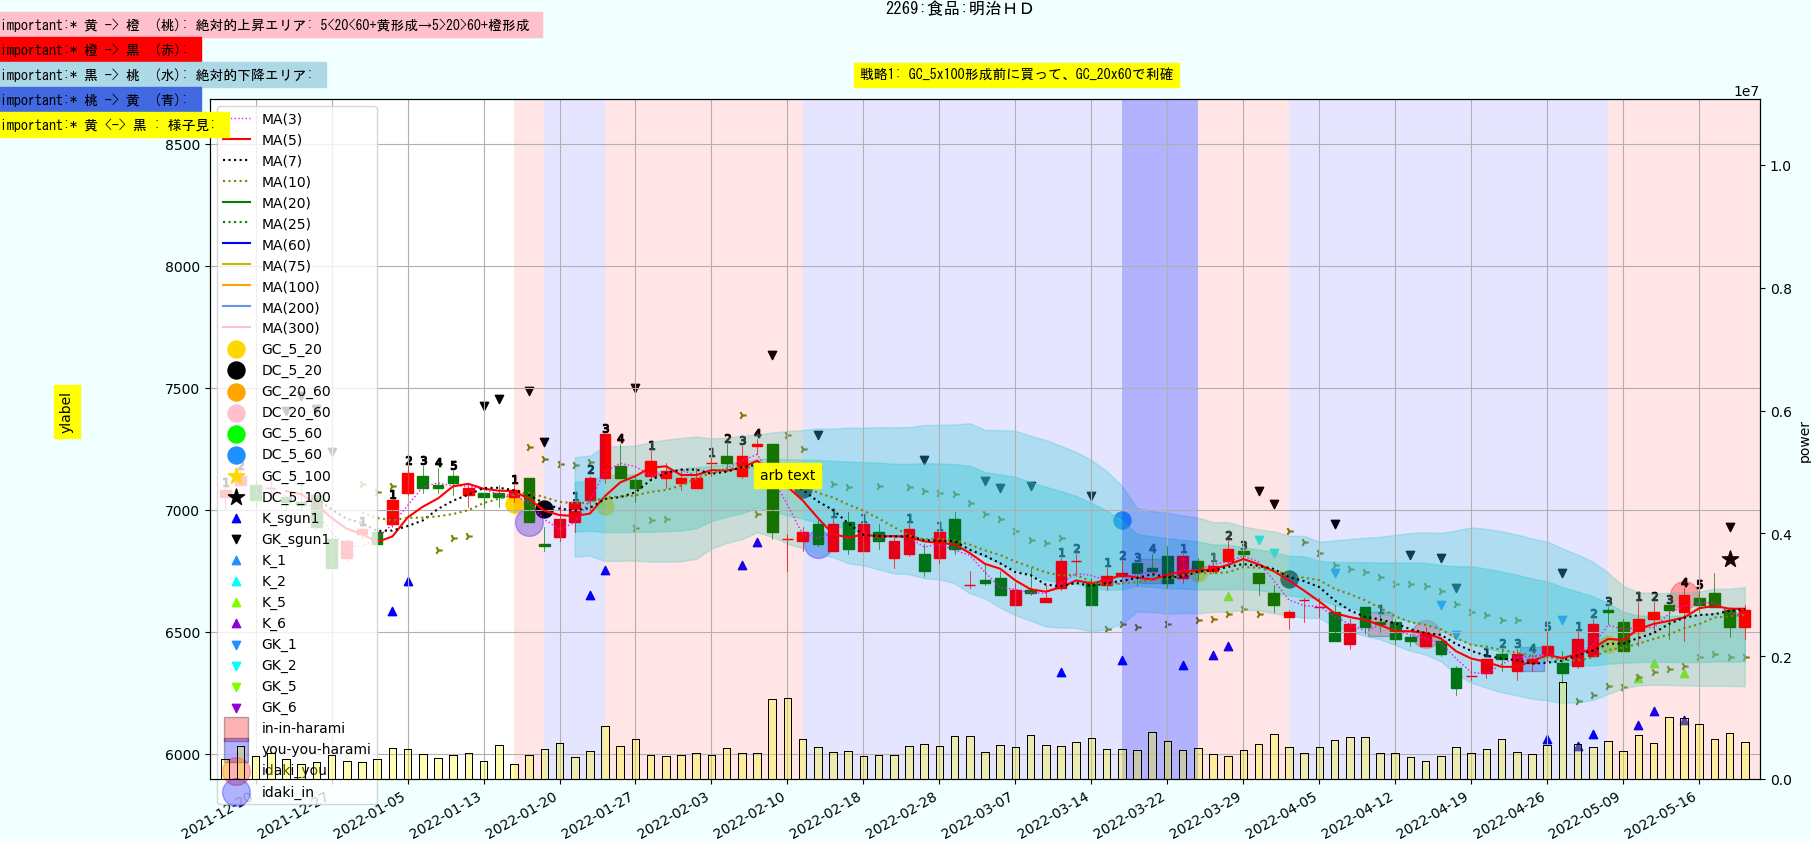 2269:食品:明治ＨＤ
important:* 黄 -> 橙 (桃): 絶対的上昇エリア: 5<20<60+黄形成→5>20>60+橙形成
important:* 橙 -> 黒 (赤):
important:* 黒 -> 桃 (水): 絶対的下降エリア:
戦略1: GC_5x100形成前に買って、GC_20x60で利確
important:* 桃 -> 黄 (青):
important:* 黄 <-> 黒 : 様子見:
1e7
MA(3)
MA(5)
MA(7)
MA(10)
MA(20)
MA(25)
MA(60)
MA(75)
MA(100)
MA(200)
MA(300)
GC_5_20
DC_5_20
GC_20_60
DC_20_60
GC_5_60
DC_5_60
GC_5_100
DC_5_100
K_sgun1
GK_sgun1
K_1
K_2
K_5
K_6
GK_1
GK_2
GK_5
GK_6
in-in-harami
you-you-harami
idaki_you
idaki_in
8500
8000
7500
7000
6500
6000
ylabel
arb text
1.0
0.8
0.6
0.4
0.2
0.0
power
2021-12-20
2021-12-27
2022-01-05
2022-01-13
2022-01-20
2022-01-27
2022-02-03
2022-02-10
2022-02-18
2022-02-28
2022-03-07
2022-03-14
2022-03-22
2022-03-29
2022-04-05
2022-04-12
2022-04-19
2022-04-26
2022-05-09
2022-05-16